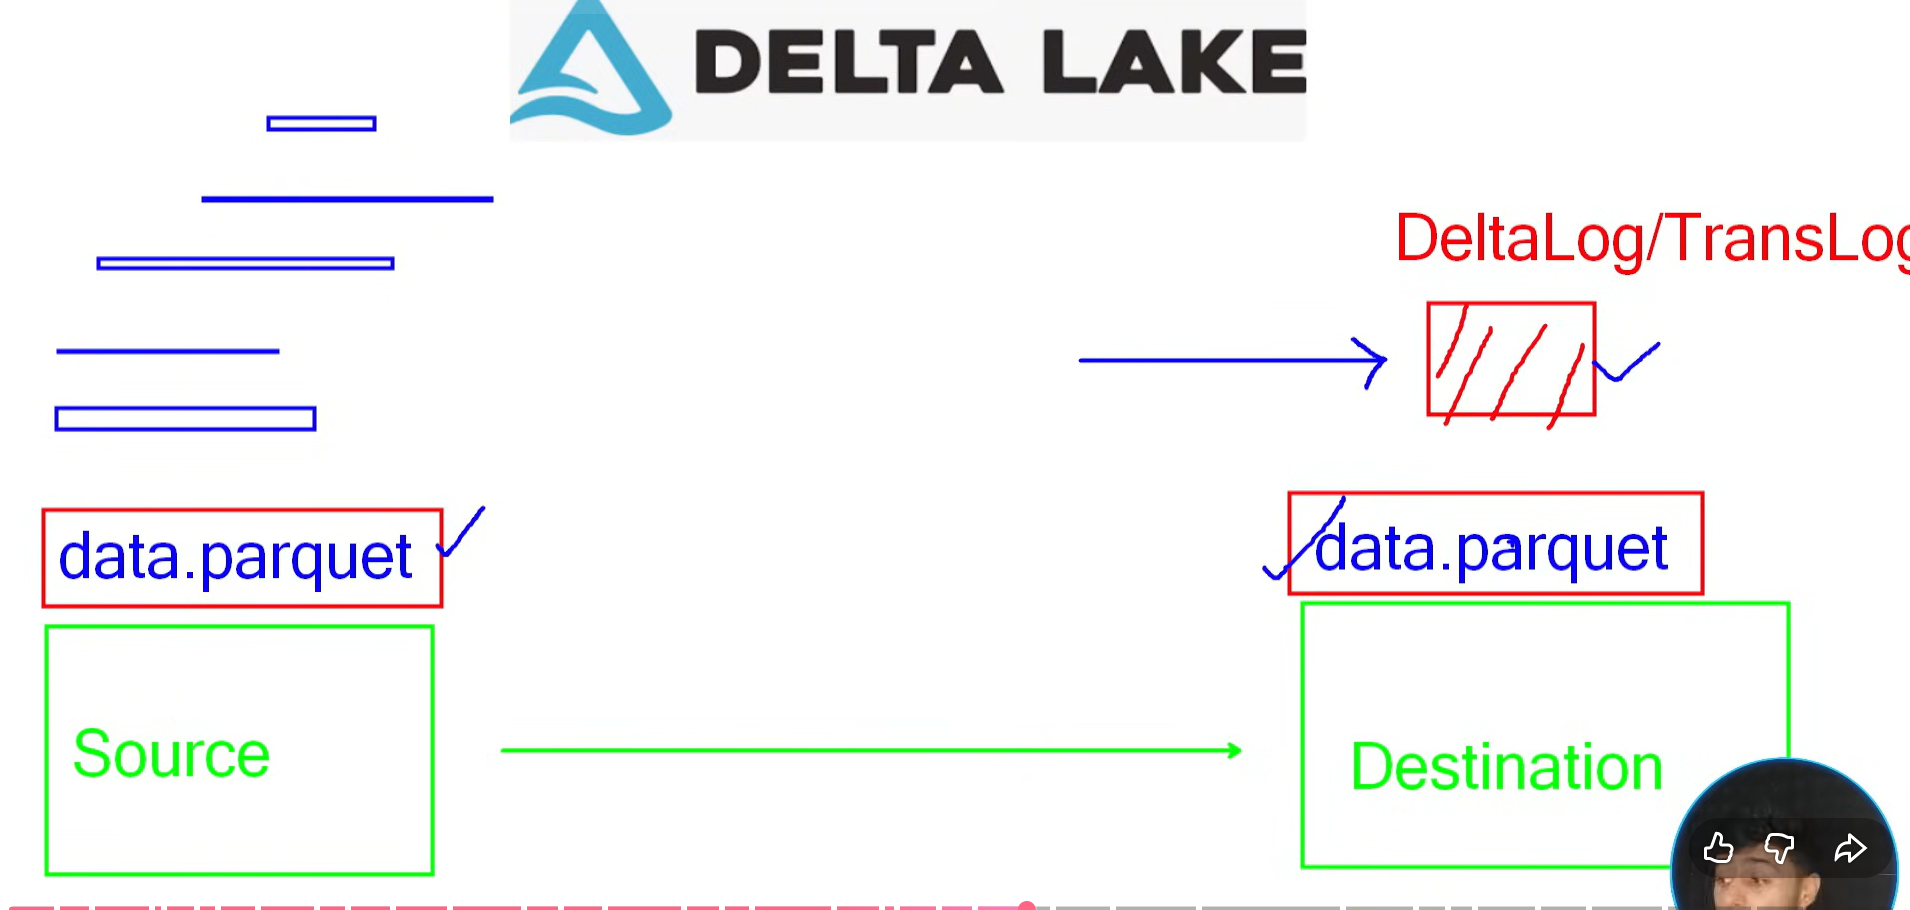 DELTA LAKE
DeltaLog/TransLog
data.parquet
data.parquet
Source
Destination